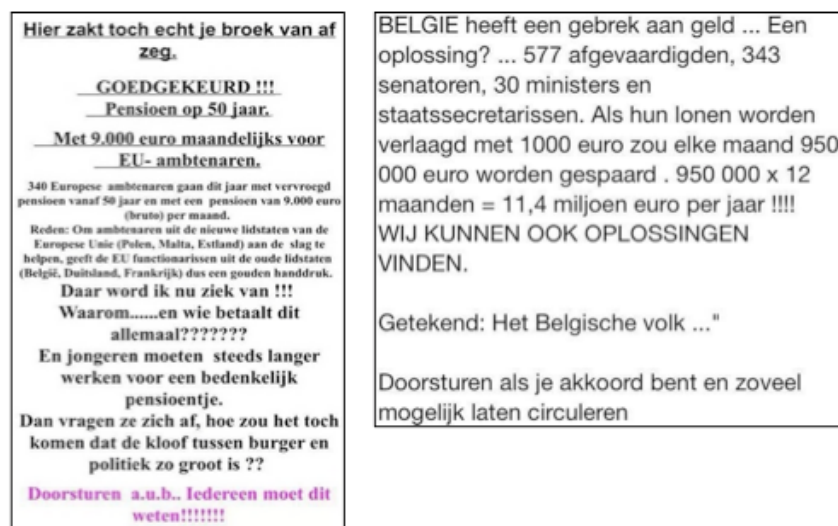 Hier zakt toch echt je broek van af
zeg.
GOEDGEKEURD !!!
Pensioen op 50 jaar.
Met 9.000 euro maandelijks voor
EU- ambtenaren.
340 Europese ambtenaren gaan dit jaar met vervroegd
pensioen vanaf 50 jaar en met een pensioen van 9.000 euro
(bruto) per maand.
Reden: Om ambtenaren uit de nieuwe lidstaten van de
Europese Unie (Polen, Malta, Estland) aan de slag te
helpen, geeft de EU functionarissen uit de oude lidstaten
(België, Duitsland, Frankrijk) dus een gouden handdruk.
Daar word ik nu ziek van !!!
Waarom......en wie betaalt dit
allemaal???????
En jongeren moeten steeds langer
werken voor een bedenkelijk
pensioentje.
Dan vragen ze zich af, hoe zou het toch
komen dat de kloof tussen burger en
politiek zo groot is ??
Doorsturen a.u.b.. Iedereen moet dit
weten!!!!!!!
BELGIE heeft een gebrek aan geld ... Een
oplossing? ... 577 afgevaardigden, 343
senatoren, 30 ministers en
staatssecretarissen. Als hun lonen worden
verlaagd met 1000 euro zou elke maand 950
000 euro worden gespaard . 950 000 x 12
maanden = 11,4 miljoen euro per jaar !!!!
WIJ KUNNEN OOK OPLOSSINGEN
VINDEN.
Getekend: Het Belgische volk ..."
Doorsturen als je akkoord bent en zoveel
mogelijk laten circuleren